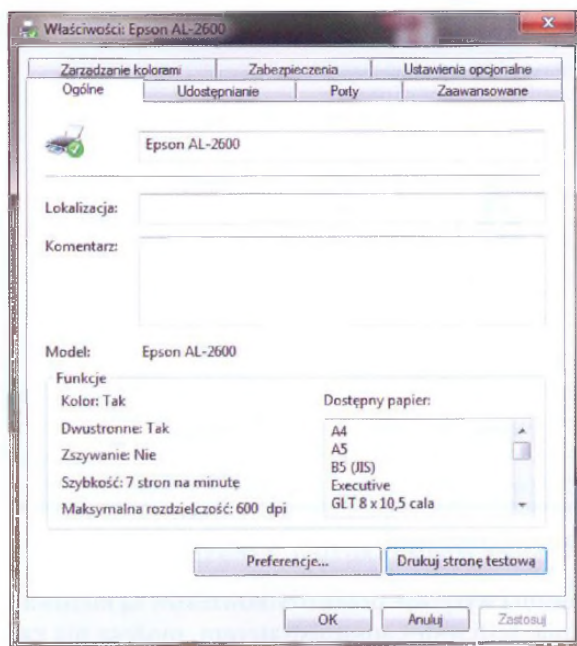 Właściwości: Epson AL-2600
Zarządzanie kolorami Zabezpieczenia Ustawienia opcjonalne
Ogólne Udostępnianie Porty Zaawansowane
Epson AL-2600
Lokalizacja:
Komentarz:
Model: Epson AL-2600
Funkcje
Kolor: Tak Dostępny papier:
Dwustronne: Tak A4
A5
Zszywanie: Nie B5 (JIS)
Szybkość: 7 stron na minutę Executive
Maksymalna rozdzielczość: 600 dpi GLT 8 x 10,5 cala
Preferencje... Drukuj stronę testową
OK Anuluj Zastosuj